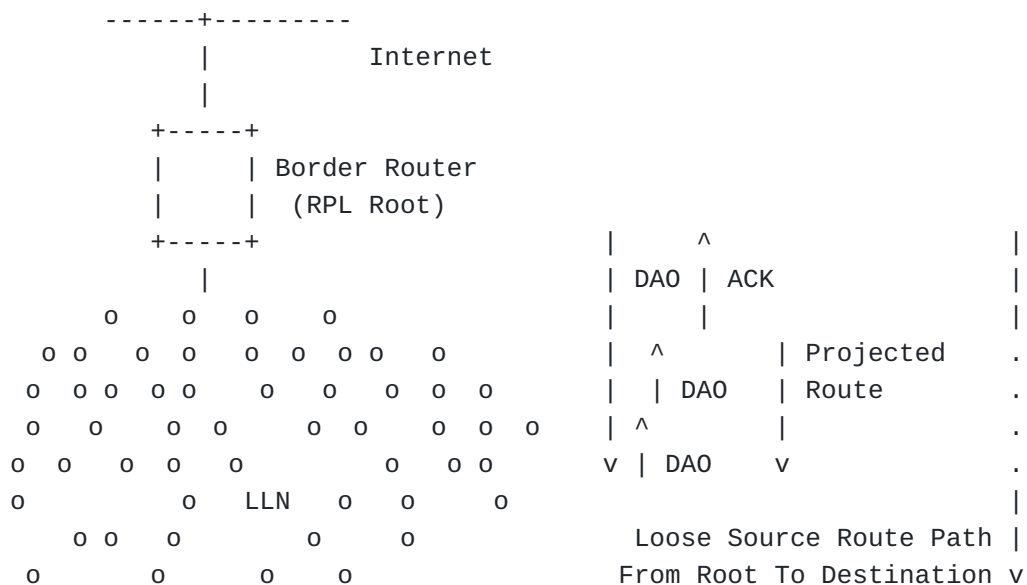 Internet
Border Router
(RPL Root)
DAO ACK
Projected
DAO Route
DAO
LLN
Loose Source Route Path
From Root To Destination